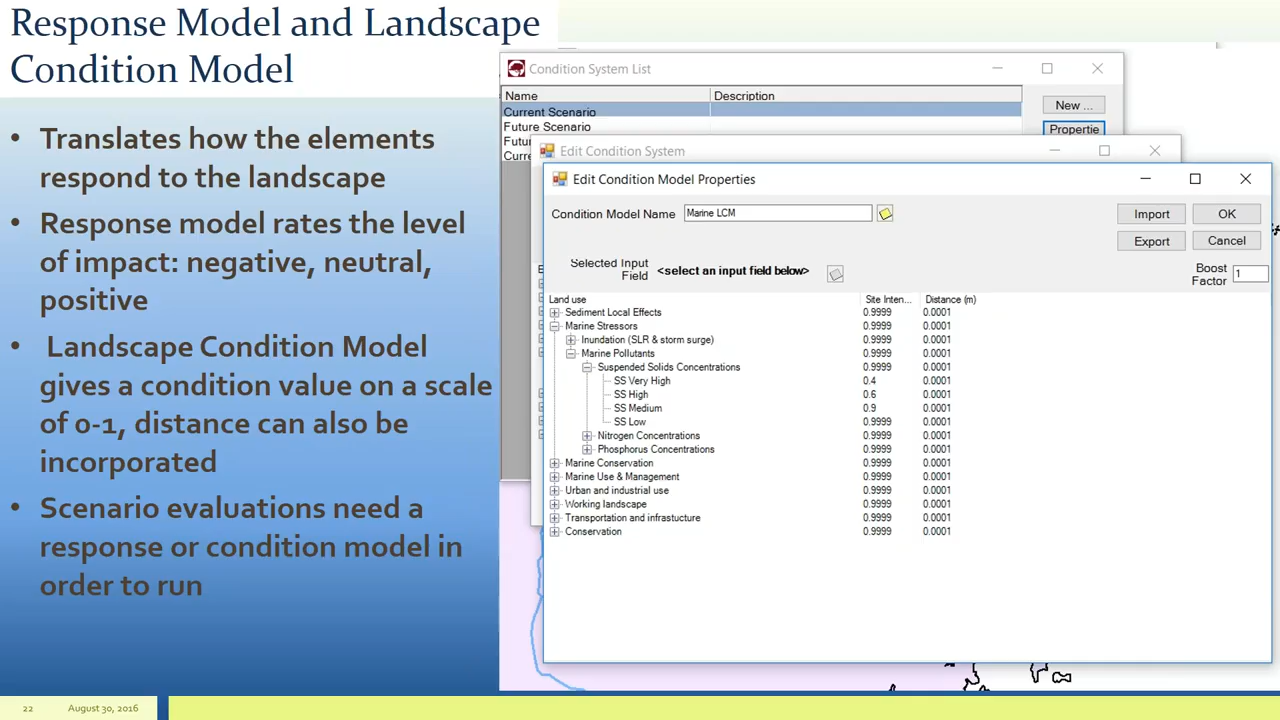 Response Model and Landscape
Condition Model
• Translates how the elements
respond to the landscape
• Response model rates the level
of impact: negative, neutral,
positive
• Landscape Condition Model
gives a condition value on a scale
of 0-1, distance can also be
incorporated
• Scenario evaluations need a
response or condition model in
order to run
22 August 30, 2016
Condition System List
Name Description
Current Scenario
Future Scenario
Futu
Curre
New ...
Propertie
Edit Condition System
Edit Condition Model Properties
Condition Model Name Marine LCM
Import OK
Export Cancel
Selected Input
Field <select an input field below>
Boost
Factor 1
Land use Site Inten... Distance (m)
Sediment Local Effects 0.9999 0.0001
Marine Stressors 0.9999 0.0001
Inundation (SLR & storm surge) 0.9999 0.0001
Marine Pollutants 0.9999 0.0001
Suspended Solids Concentrations 0.9999 0.0001
SS Very High 0.4 0.0001
SS High 0.6 0.0001
SS Medium 0.9 0.0001
SS Low 0.9999 0.0001
Nitrogen Concentrations 0.9999 0.0001
Phosphorus Concentrations 0.9999 0.0001
Marine Conservation 0.9999 0.0001
Marine Use & Management 0.9999 0.0001
Urban and industrial use 0.9999 0.0001
Working landscape 0.9999 0.0001
Transportation and infrastucture 0.9999 0.0001
Conservation 0.9999 0.0001